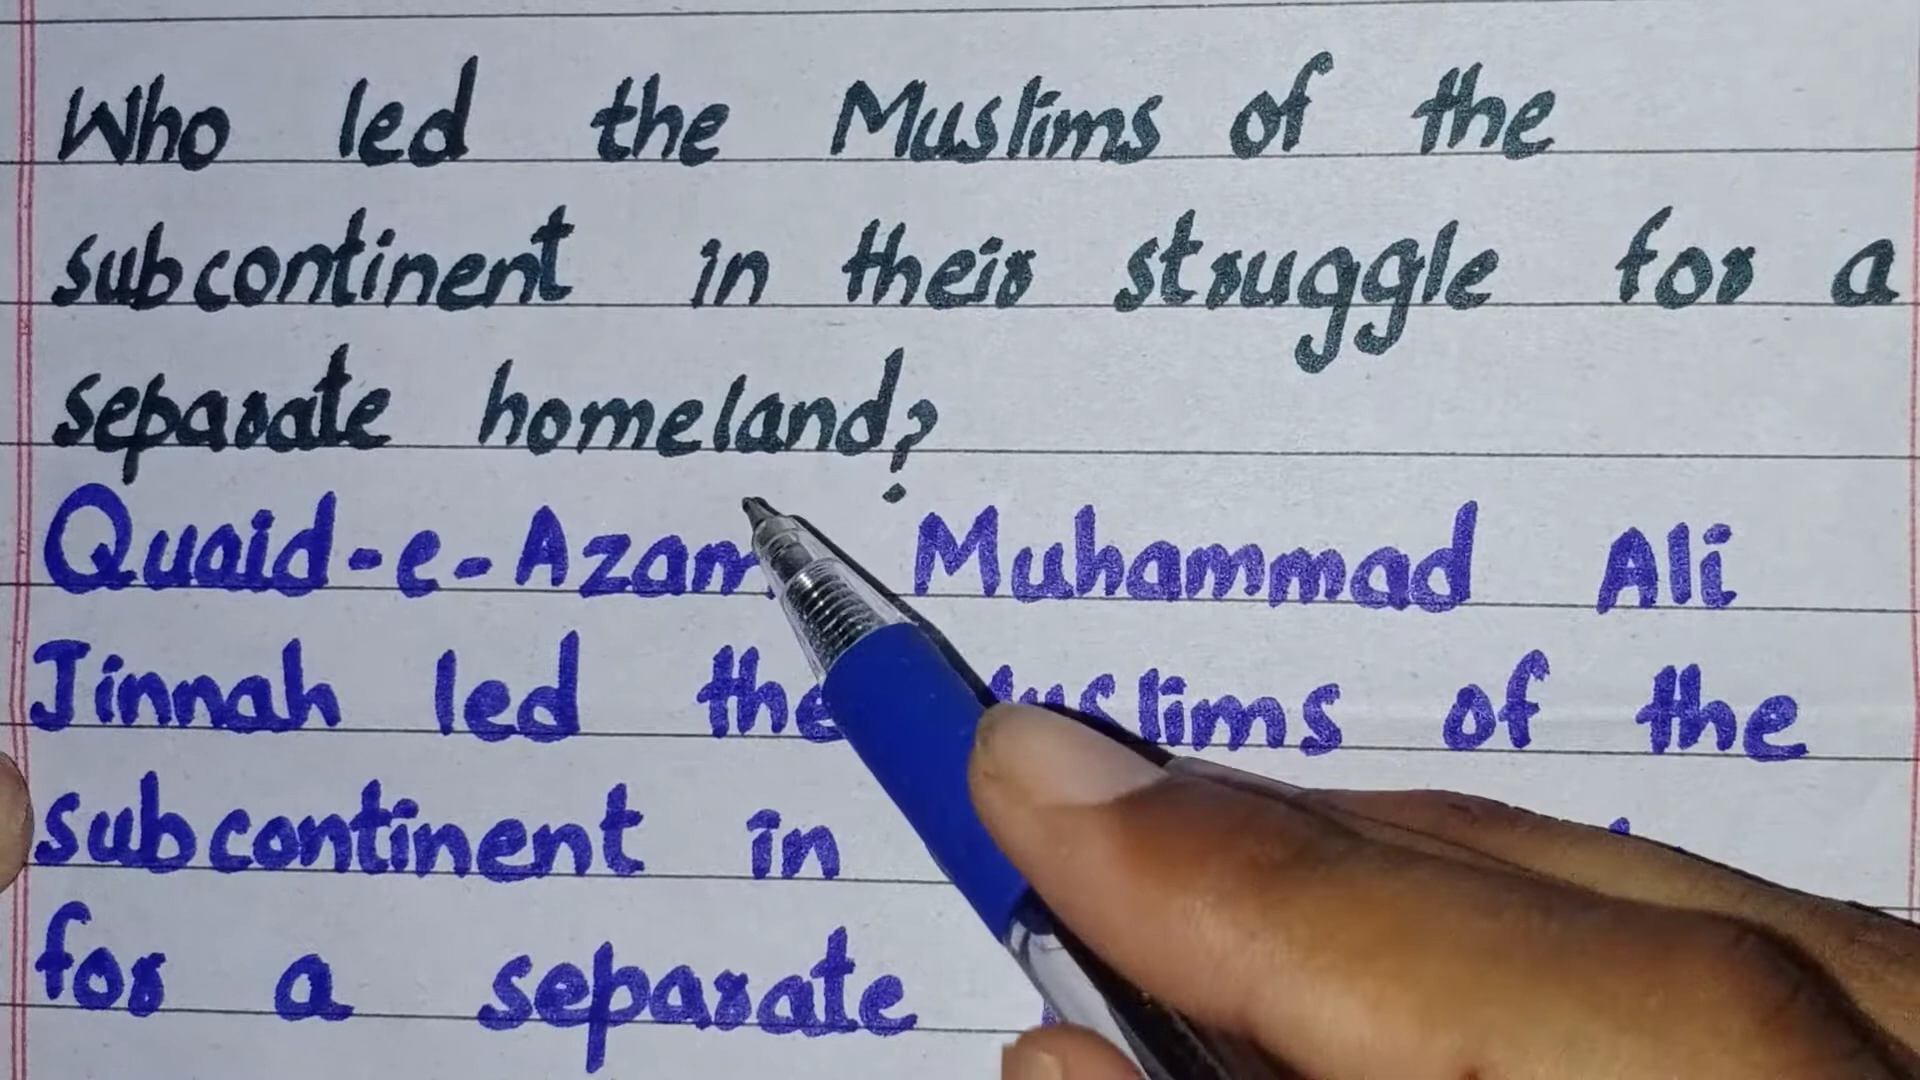 Who led the Muslims of the
subcontinent in their struggle for a
separate homeland?
Quaid-e-Azam Muhammad Ali
Jinnah led the Muslims of the
subcontinent in
for a separate